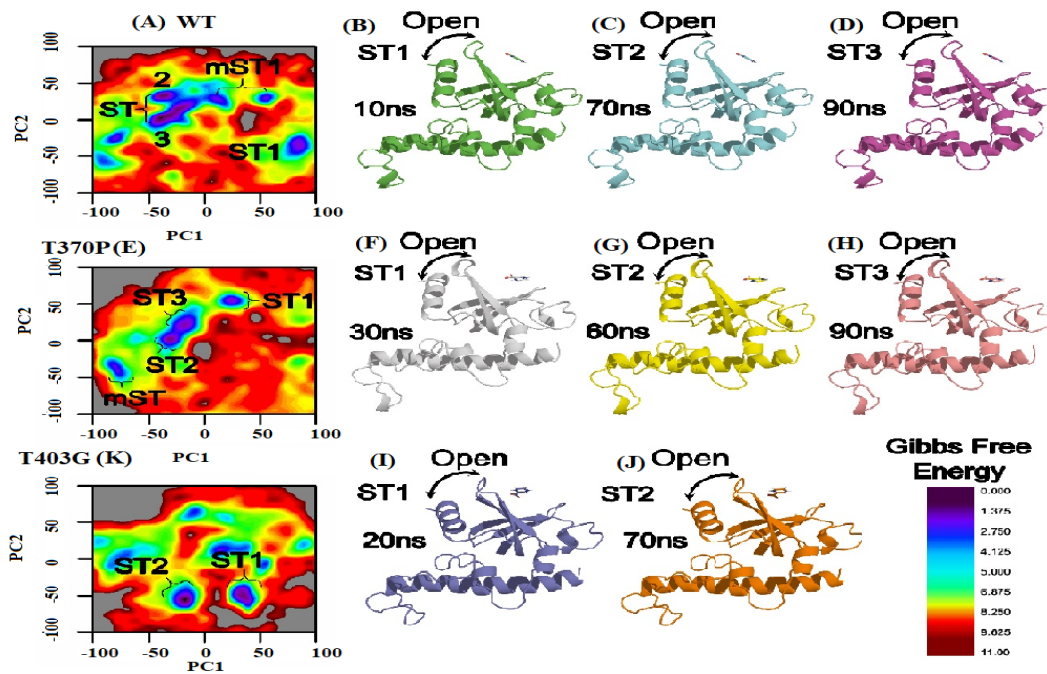 (A) WT
100
50
0
-50
-100
PC2
2
mST1
ST
3
ST1
-100 -50 0 50 100
PC1
(B) Open
ST1
10ns
(C) Open
ST2
70ns
(D) Open
ST3
90ns
T370P (E)
100
50
0
-50
-100
PC2
ST3
ST1
ST2
mST
-100 -50 0 50 100
PC1
(F) Open
ST1
30ns
(G) Open
ST2
60ns
(H) Open
ST3
90ns
T403G (K)
100
50
0
-50
-100
PC2
ST2
ST1
-100 -50 0 50 100
PC1
(I) Open
ST1
20ns
(J) Open
ST2
70ns
Gibbs Free
Energy
0.000
1.375
2.750
4.125
5.000
6.875
8.250
9.625
11.00